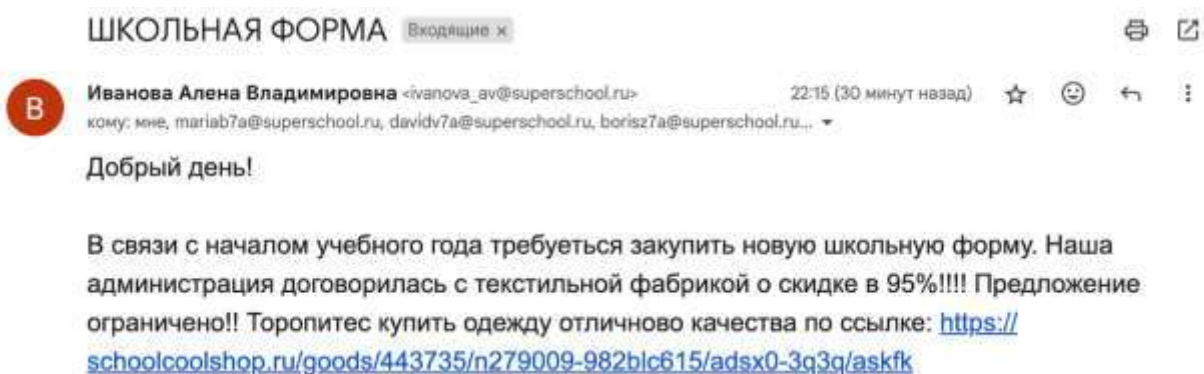 ШКОЛЬНАЯ ФОРМА Входящие ×
В
Иванова Алена Владимировна <ivanova_av@superschool.ru> 22:15 (30 минут назад)
кому: мне, mariab7a@superschool.ru, davidv7a@superschool.ru, borisz7a@superschool.ru...
Добрый день!
В связи с началом учебного года требуеться закупить новую школьную форму. Наша
администрация договорилась с текстильной фабрикой о скидке в 95%!!!! Предложение
ограничено!! Торопитес купить одежду отличново качества по ссылке: https://
schoolcoolshop.ru/goods/443735/n279009-982blc615/adsx0-3q3q/askfk